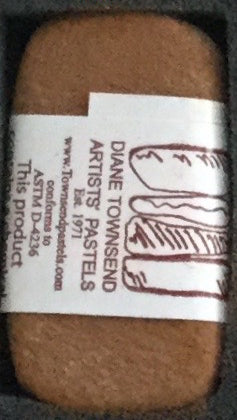 DIANE TOWNSEND
ARTISTS' PASTELS
Est. 1971
www.Townsendpastels.com
conforms to
ASTM D-4236
This product